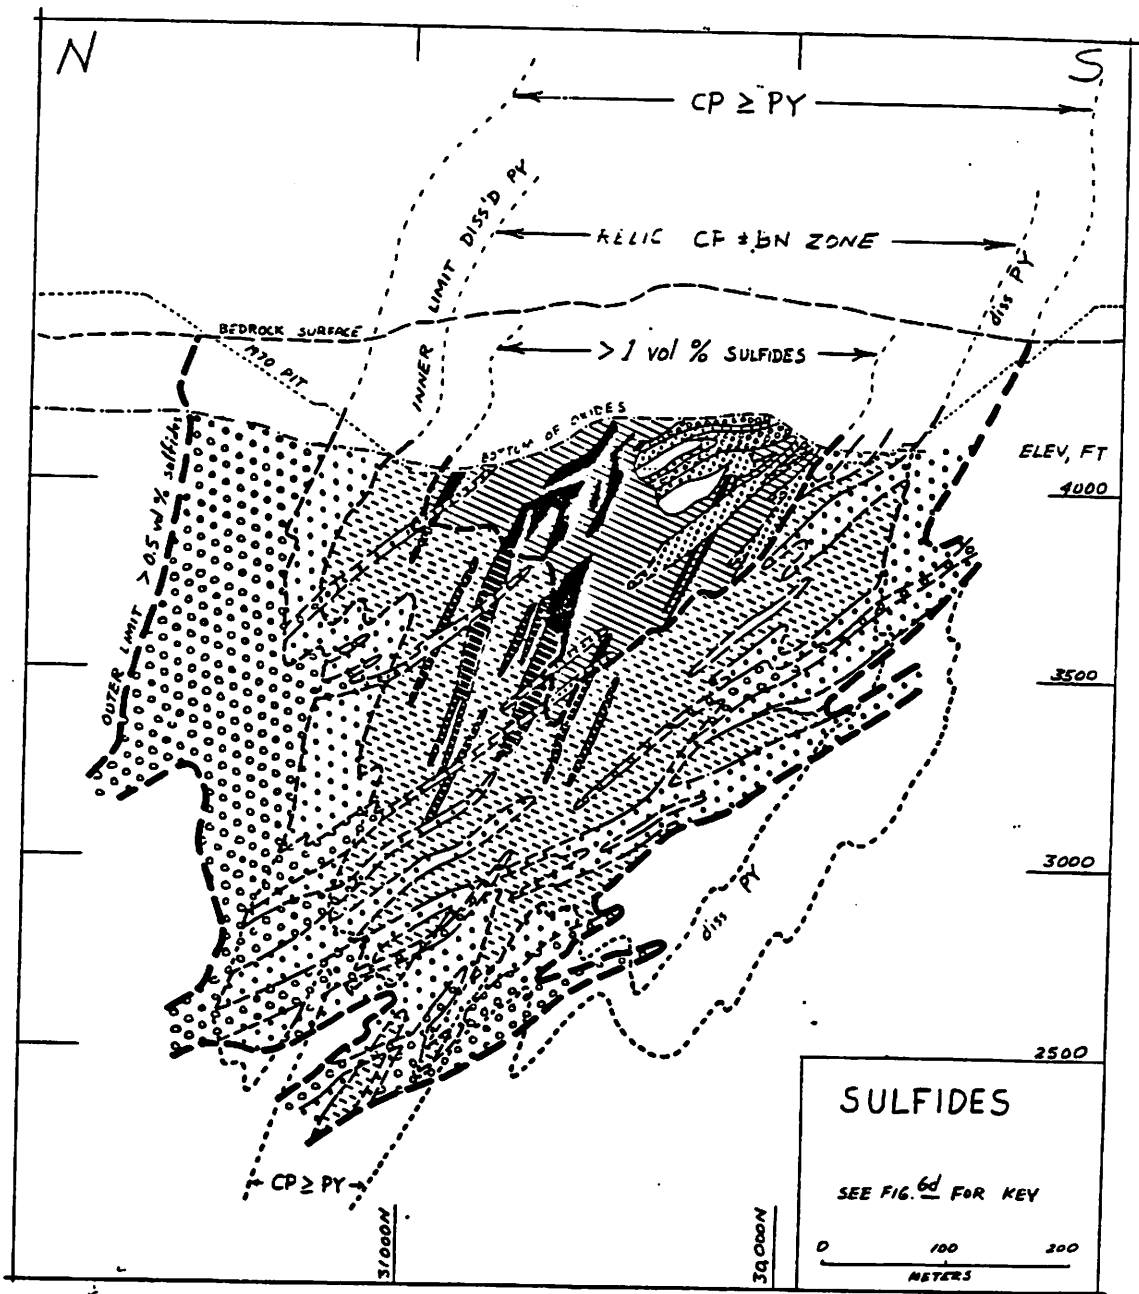 N
S
CP ≥ PY
INNER LIMIT DISS'D PY
RELIC CP ± BN ZONE
diss PY
BEDROCK SURFACE
> 1 vol % SULFIDES
PIT
BOTTOM OF OXIDES
ELEV, FT
4000
OUTER LIMIT > 0.5 vol % sulfides
3500
3000
diss PY
2500
SULFIDES
CP ≥ PY
SEE FIG. 6d FOR KEY
31000N
30,000N
0 100 200
METERS